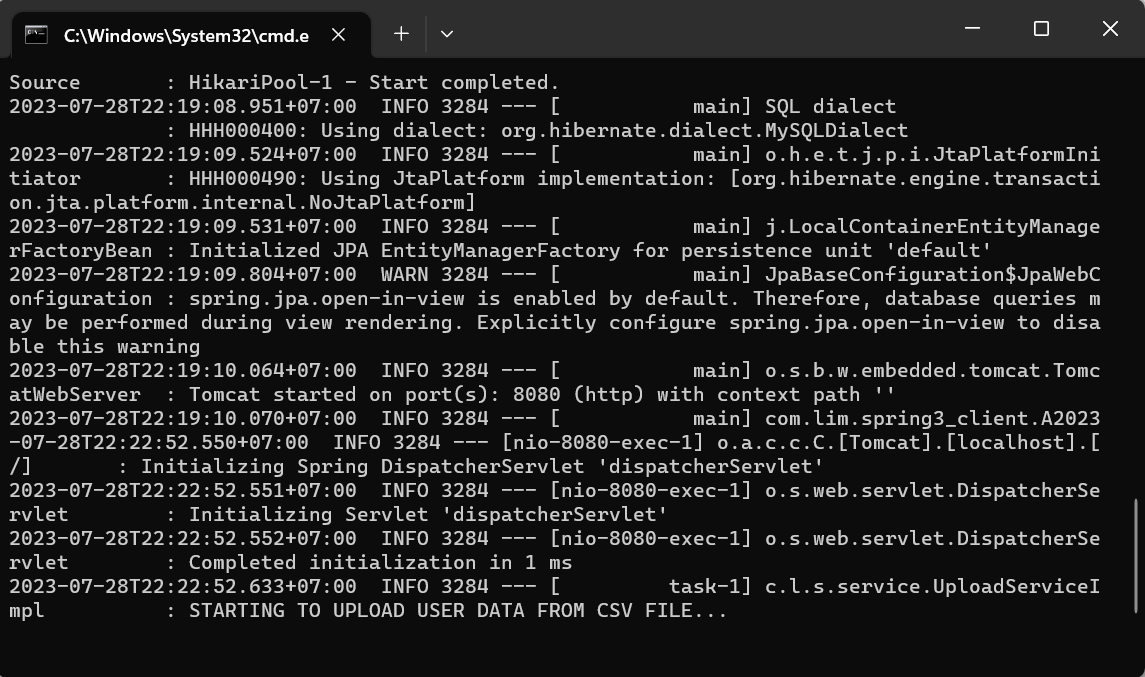 C:\Windows\System32\cmd.e
Source       : HikariPool-1 - Start completed.
2023-07-28T22:19:08.951+07:00  INFO 3284 --- [           main] SQL dialect
             : HHH000400: Using dialect: org.hibernate.dialect.MySQLDialect
2023-07-28T22:19:09.524+07:00  INFO 3284 --- [           main] o.h.e.t.j.p.i.JtaPlatformIni
tiator       : HHH000490: Using JtaPlatform implementation: [org.hibernate.engine.transacti
on.jta.platform.internal.NoJtaPlatform]
2023-07-28T22:19:09.531+07:00  INFO 3284 --- [           main] j.LocalContainerEntityManage
rFactoryBean : Initialized JPA EntityManagerFactory for persistence unit 'default'
2023-07-28T22:19:09.804+07:00  WARN 3284 --- [           main] JpaBaseConfiguration$JpaWebC
onfiguration : spring.jpa.open-in-view is enabled by default. Therefore, database queries m
ay be performed during view rendering. Explicitly configure spring.jpa.open-in-view to disa
ble this warning
2023-07-28T22:19:10.064+07:00  INFO 3284 --- [           main] o.s.b.w.embedded.tomcat.Tomc
atWebServer  : Tomcat started on port(s): 8080 (http) with context path ''
2023-07-28T22:19:10.070+07:00  INFO 3284 --- [           main] com.lim.spring3_client.A2023
-07-28T22:22:52.550+07:00  INFO 3284 --- [nio-8080-exec-1] o.a.c.c.C.[Tomcat].[localhost].[
/]       : Initializing Spring DispatcherServlet 'dispatcherServlet'
2023-07-28T22:22:52.551+07:00  INFO 3284 --- [nio-8080-exec-1] o.s.web.servlet.DispatcherSe
rvlet        : Initializing Servlet 'dispatcherServlet'
2023-07-28T22:22:52.552+07:00  INFO 3284 --- [nio-8080-exec-1] o.s.web.servlet.DispatcherSe
rvlet        : Completed initialization in 1 ms
2023-07-28T22:22:52.633+07:00  INFO 3284 --- [         task-1] c.l.s.service.UploadServiceI
mpl          : STARTING TO UPLOAD USER DATA FROM CSV FILE...